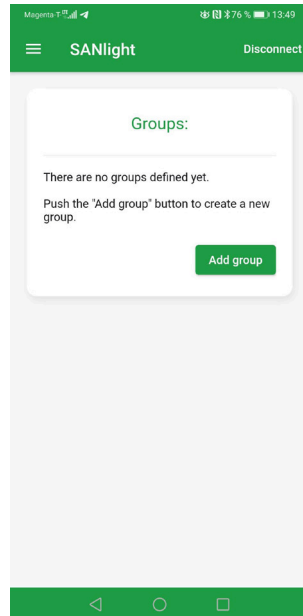 Magenta-T- 76 % 13:49
SANlight Disconnect
Groups:
There are no groups defined yet.
Push the "Add group" button to create a new
group.
Add group